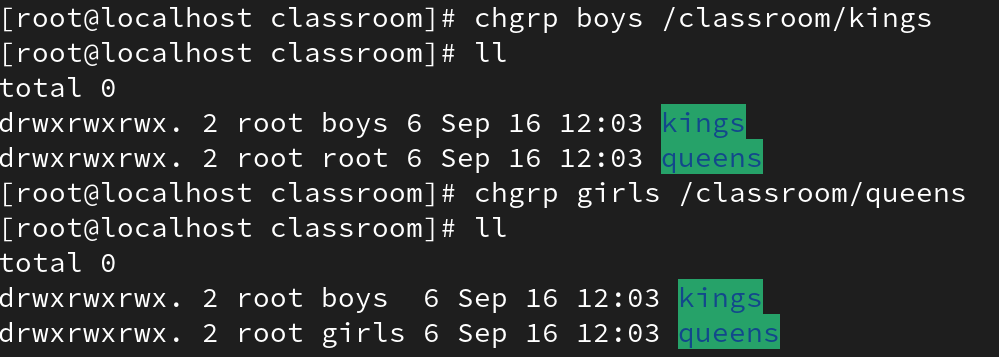 [root@localhost classroom]# chgrp boys /classroom/kings
[root@localhost classroom]# ll
total 0
drwxrwxrwx. 2 root boys 6 Sep 16 12:03 kings
drwxrwxrwx. 2 root root 6 Sep 16 12:03 queens
[root@localhost classroom]# chgrp girls /classroom/queens
[root@localhost classroom]# ll
total 0
drwxrwxrwx. 2 root boys  6 Sep 16 12:03 kings
drwxrwxrwx. 2 root girls 6 Sep 16 12:03 queens